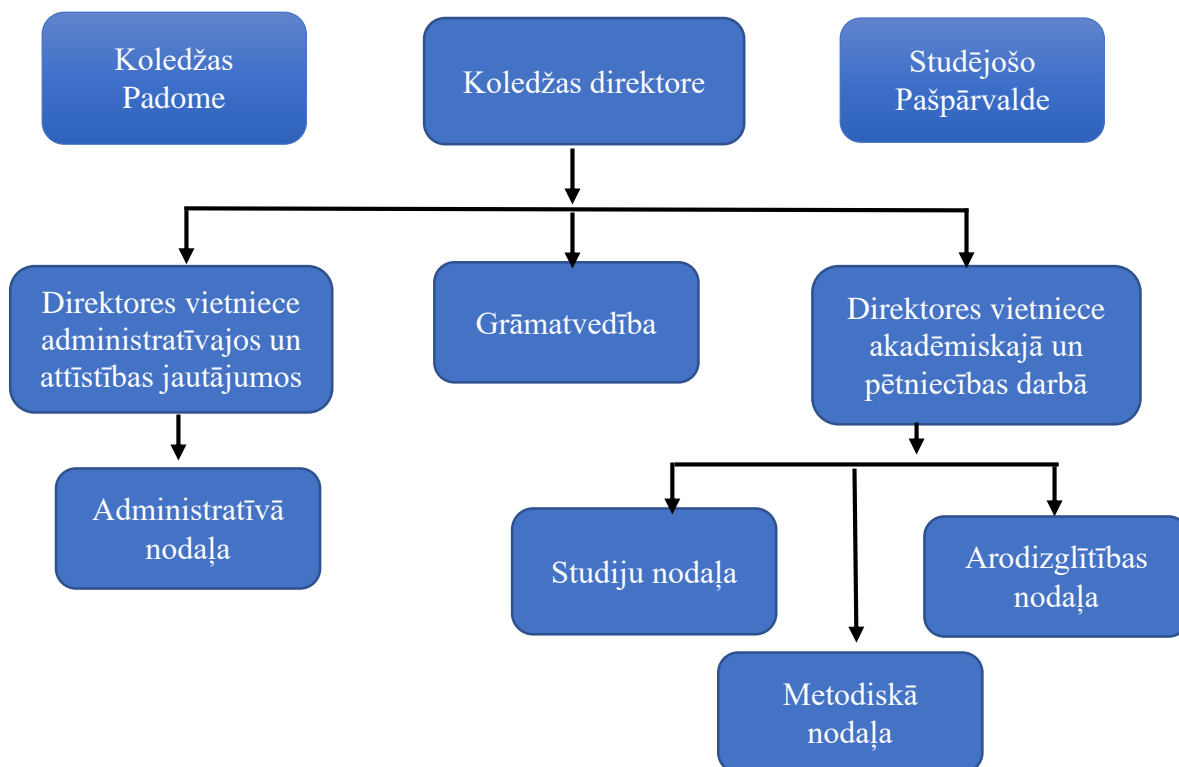 Koledžas
Padome
Koledžas direktore
Studējošo
Pašpārvalde
Direktores vietniece
administratīvajos un
attīstības jautājumos
Grāmatvedība
Direktores vietniece
akadēmiskajā un
pētniecības darbā
Administratīvā
nodaļa
Studiju nodaļa
Arodizglītības
nodaļa
Metodiskā
nodaļa